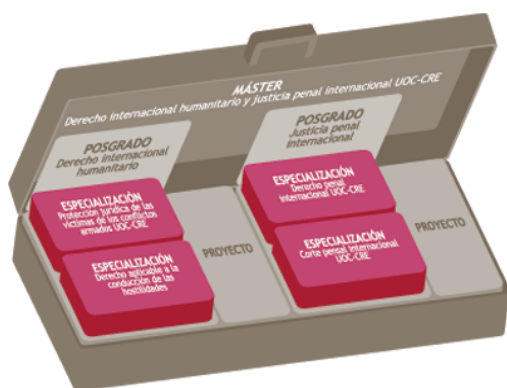 MÁSTER
Derecho internacional humanitario y justicia penal internacional UOC-CRE
POSGRADO
Derecho internacional
humanitario
POSGRADO
Justicia penal
internacional
ESPECIALIZACIÓN
Protección jurídica de las
víctimas de los conflictos
armados UOC-CRE
ESPECIALIZACIÓN
Derecho aplicable a la
conducción de las
hostilidades
PROYECTO
ESPECIALIZACIÓN
Derecho penal
internacional UOC-CRE
ESPECIALIZACIÓN
Corte penal internacional
UOC-CRE
PROYECTO